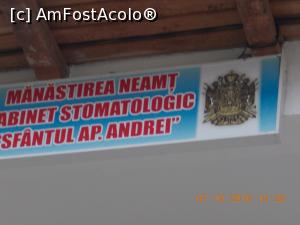 [c] AmFostAcolo®
MĂNĂSTIREA NEAMȚ
ABINET STOMATOLOGIC
"SFÂNTUL AP. ANDREI"